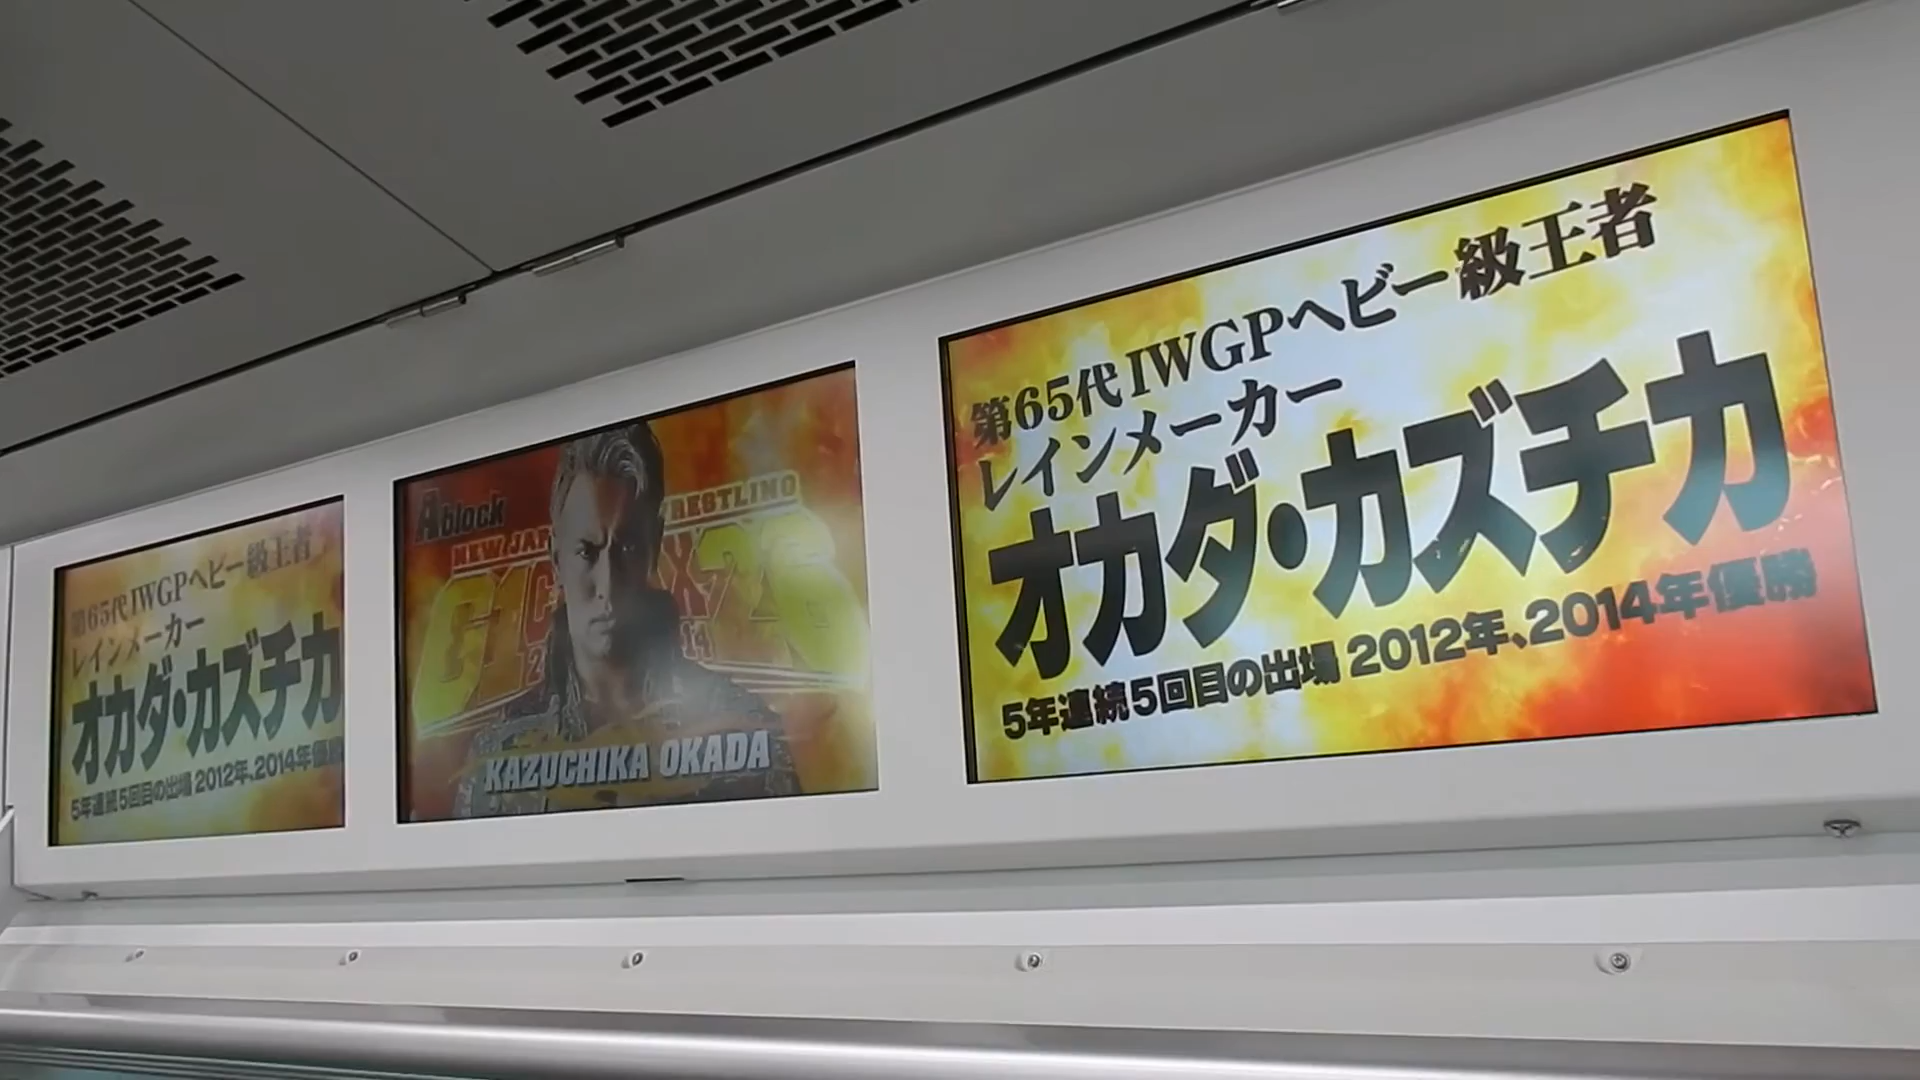 第65代IWGPヘビー級王者
レインメーカー
オカダ・カズチカ
5年連続5回目の出場 2012年、2014年優勝
A block
WRESTLING
KAZUCHIKA OKADA
第65代IWGPヘビー級王者
レインメーカー
オカダ・カズチカ
5年連続5回目の出場 2012年、2014年優勝